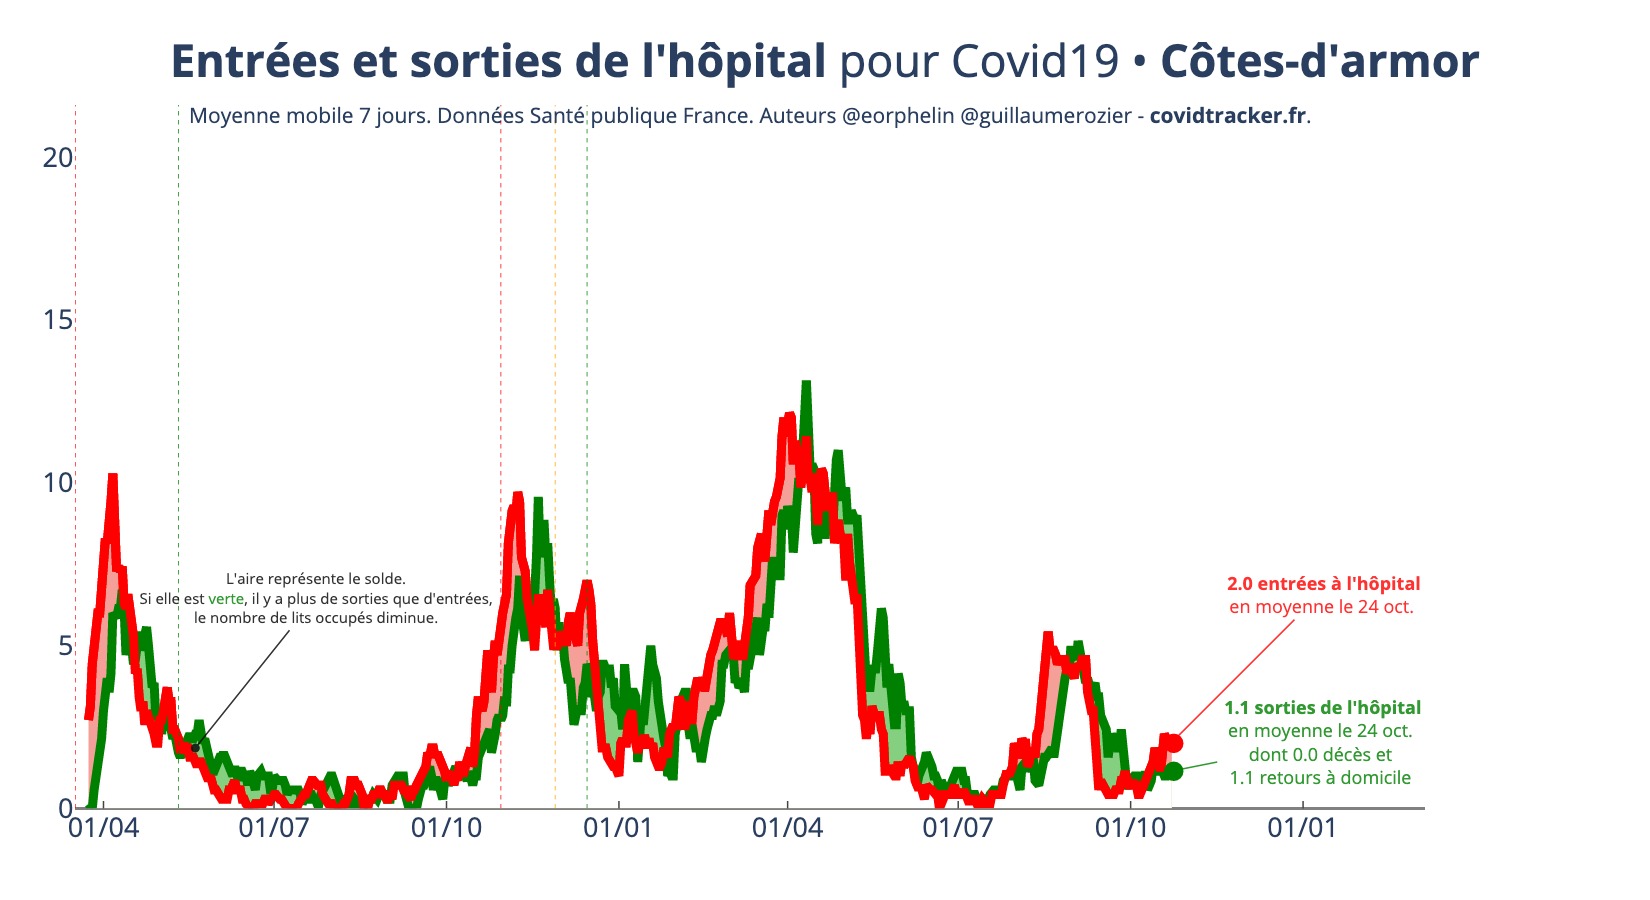 Entrées et sorties de l'hôpital pour Covid19 • Côtes-d'armor
Moyenne mobile 7 jours. Données Santé publique France. Auteurs @eorphelin @guillaumerozier - covidtracker.fr.
20
15
10
5
0
L'aire représente le solde.
Si elle est verte, il y a plus de sorties que d'entrées,
le nombre de lits occupés diminue.
2.0 entrées à l'hôpital
en moyenne le 24 oct.
1.1 sorties de l'hôpital
en moyenne le 24 oct.
dont 0.0 décès et
1.1 retours à domicile
01/04 01/07 01/10 01/01 01/04 01/07 01/10 01/01